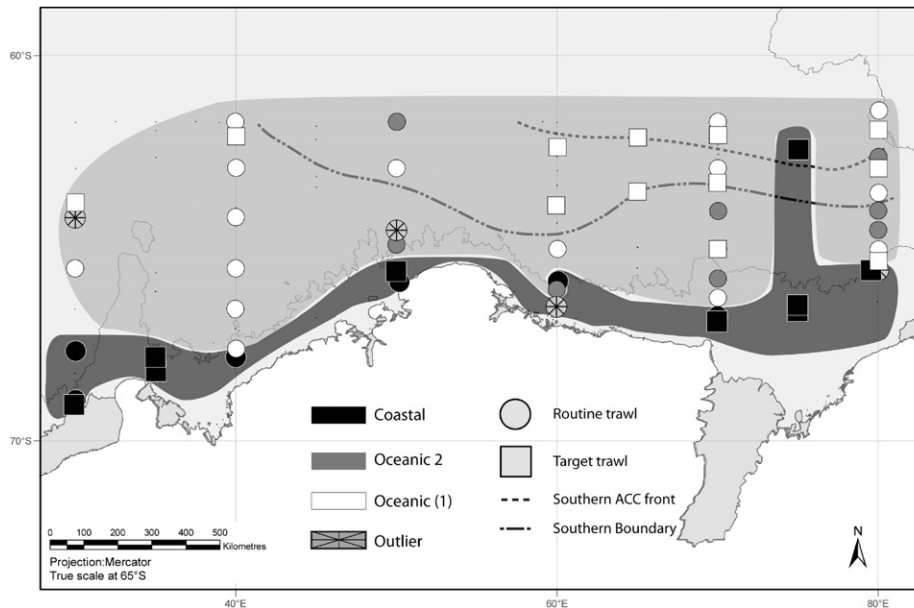 60°S
70°S
Coastal
Oceanic 2
Oceanic (1)
Outlier
Routine trawl
Target trawl
Southern ACC front
Southern Boundary
0 100 200 300 400 500
Kilometres
Projection:Mercator
True scale at 65°S
N
40°E
60°E
80°E